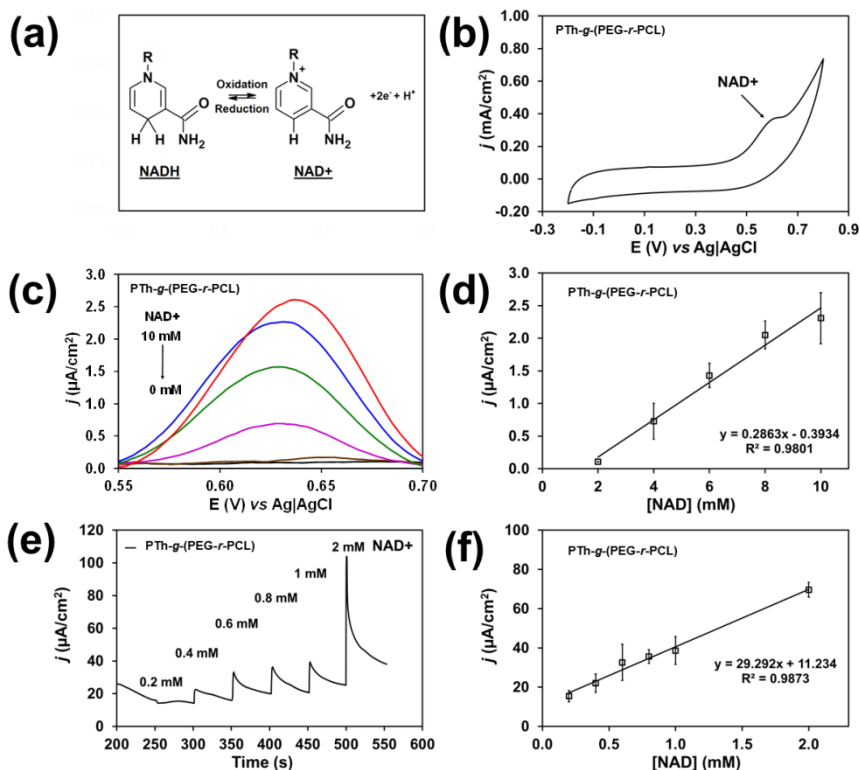 (a)
R
N
+
O
NH2
H H
NADH
Oxidation
Reduction
R
N
+
O
NH2
H
NAD+
+2e- + H+
(b)
PTh-g-(PEG-r-PCL)
NAD+
j (mA/cm²)
1.00
0.80
0.60
0.40
0.20
0.00
-0.20
-0.3 -0.1 0.1 0.3 0.5 0.7 0.9
E (V) vs Ag|AgCl
(c)
PTh-g-(PEG-r-PCL)
NAD+
10 mM
0 mM
j (µA/cm²)
3.0
2.5
2.0
1.5
1.0
0.5
0.0
0.55 0.60 0.65 0.70
E (V) vs Ag|AgCl
(d)
PTh-g-(PEG-r-PCL)
j (µA/cm²)
3.0
2.5
2.0
1.5
1.0
0.5
0.0
y = 0.2863x - 0.3934
R² = 0.9801
0 2 4 6 8 10
[NAD] (mM)
(e)
PTh-g-(PEG-r-PCL)
2 mM NAD+
1 mM
0.8 mM
0.6 mM
0.4 mM
0.2 mM
j (µA/cm²)
120
100
80
60
40
20
0
200 250 300 350 400 450 500 550 600
Time (s)
(f)
PTh-g-(PEG-r-PCL)
j (µA/cm²)
100
80
60
40
20
0
y = 29.292x + 11.234
R² = 0.9873
0.0 0.5 1.0 1.5 2.0
[NAD] (mM)